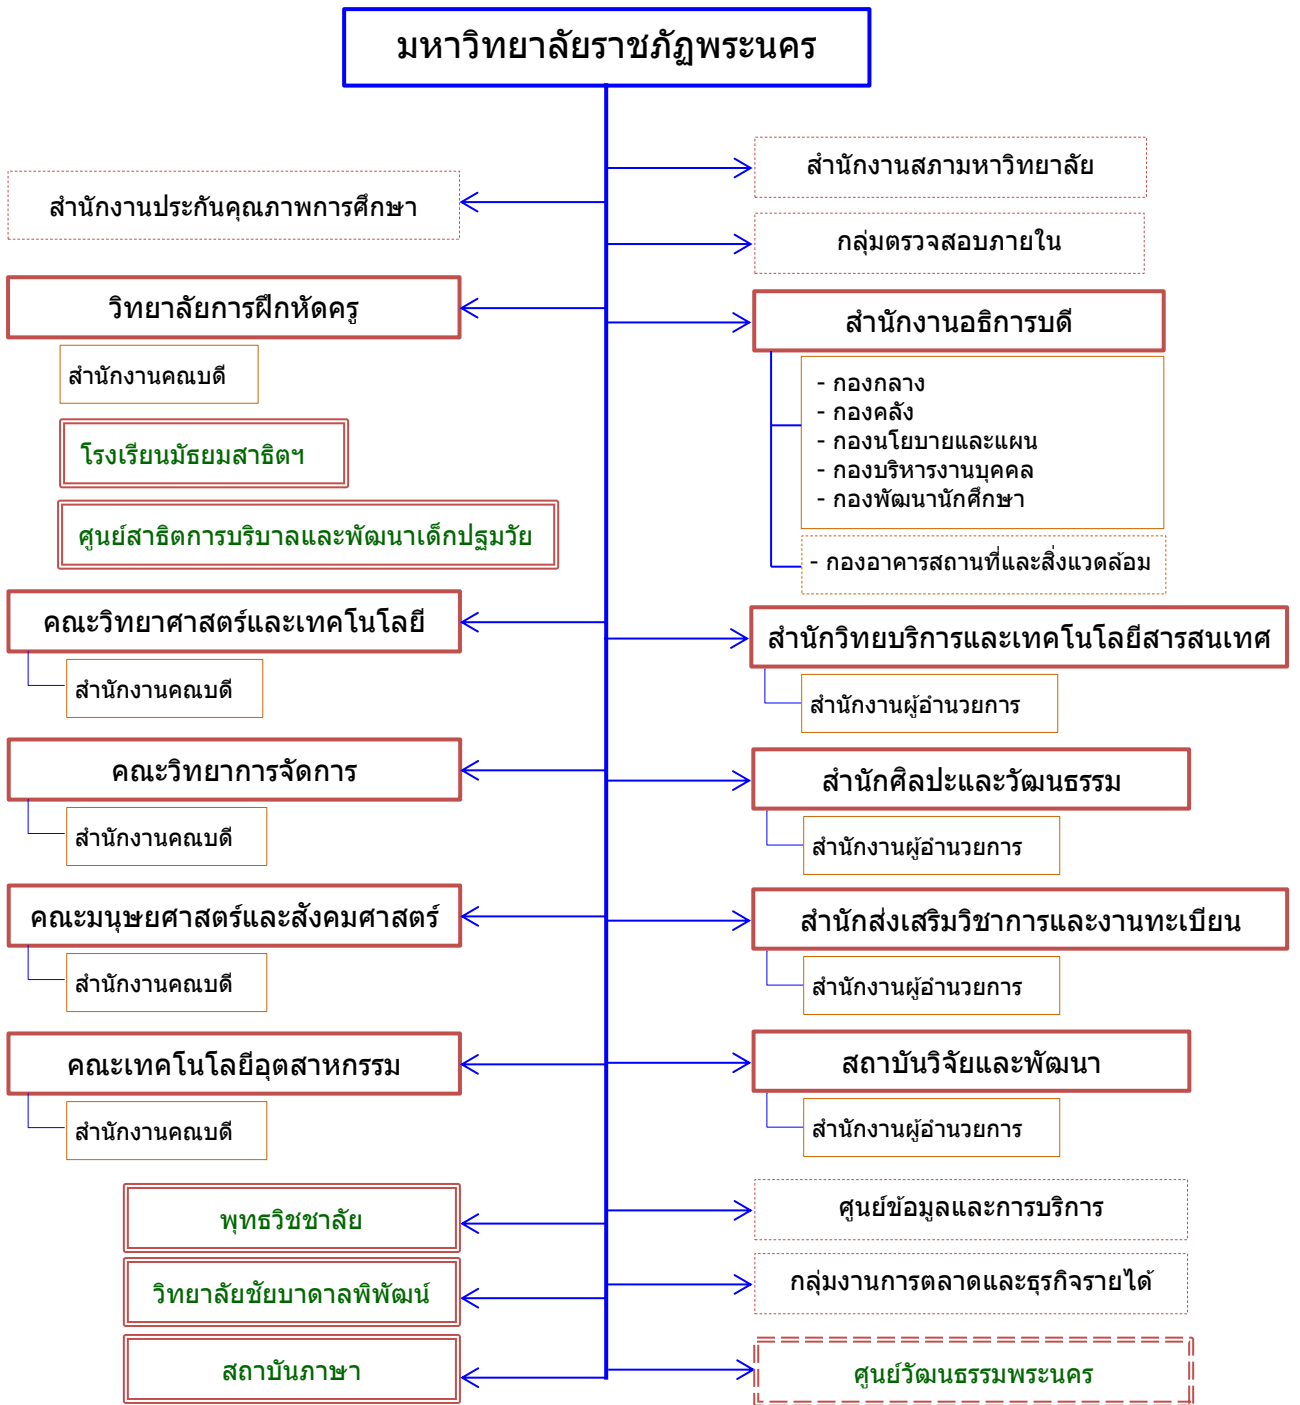 มหาวิทยาลัยราชภัฏพระนคร
สำนักงานประกันคุณภาพการศึกษา
วิทยาลัยการฝึกหัดครู
สำนักงานคณบดี
โรงเรียนมัธยมสาธิตฯ
ศูนย์สาธิตการบริบาลและพัฒนาเด็กปฐมวัย
คณะวิทยาศาสตร์และเทคโนโลยี
สำนักงานคณบดี
คณะวิทยาการจัดการ
สำนักงานคณบดี
คณะมนุษยศาสตร์และสังคมศาสตร์
สำนักงานคณบดี
คณะเทคโนโลยีอุตสาหกรรม
สำนักงานคณบดี
พุทธวิชชาลัย
วิทยาลัยชัยบาดาลพิพัฒน์
สถาบันภาษา
สำนักงานสภามหาวิทยาลัย
กลุ่มตรวจสอบภายใน
สำนักงานอธิการบดี
- กองกลาง
- กองคลัง
- กองนโยบายและแผน
- กองบริหารงานบุคคล
- กองพัฒนานักศึกษา
- กองอาคารสถานที่และสิ่งแวดล้อม
สำนักวิทยบริการและเทคโนโลยีสารสนเทศ
สำนักงานผู้อำนวยการ
สำนักศิลปะและวัฒนธรรม
สำนักงานผู้อำนวยการ
สำนักส่งเสริมวิชาการและงานทะเบียน
สำนักงานผู้อำนวยการ
สถาบันวิจัยและพัฒนา
สำนักงานผู้อำนวยการ
ศูนย์ข้อมูลและการบริการ
กลุ่มงานการตลาดและธุรกิจรายได้
ศูนย์วัฒนธรรมพระนคร